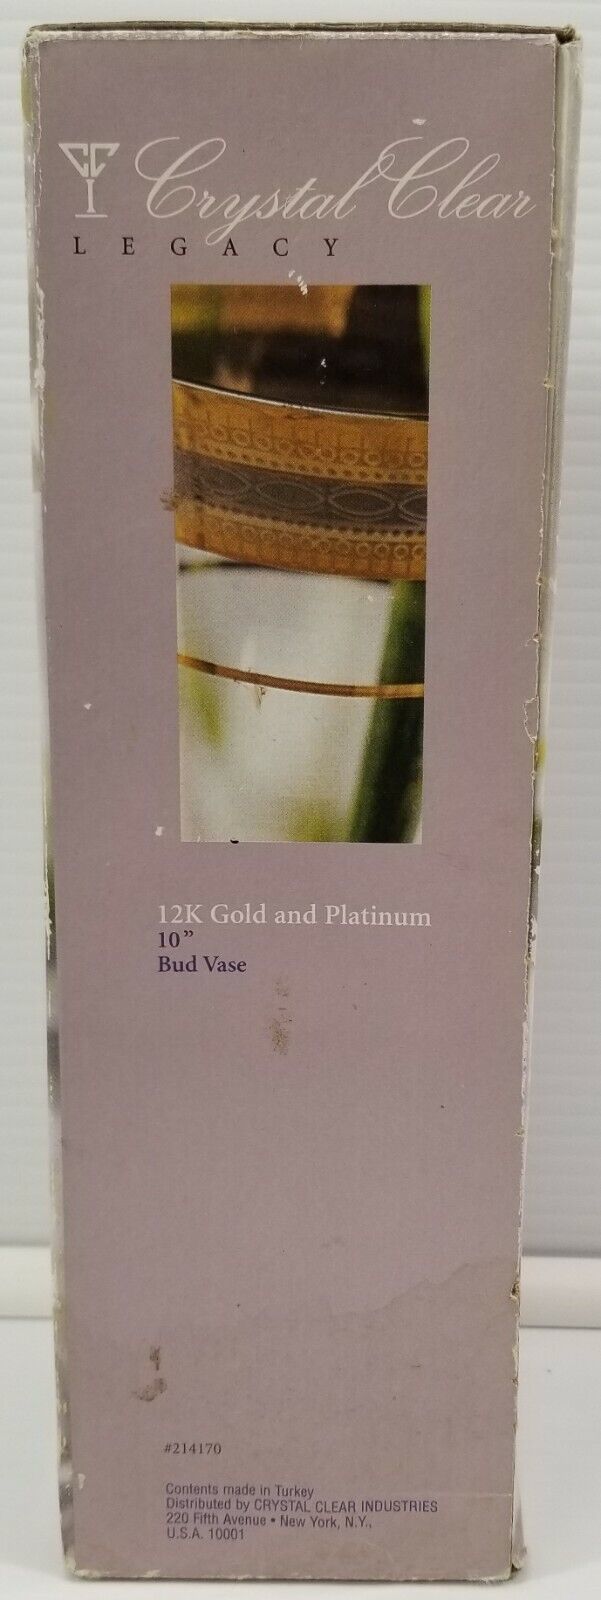 CCI Crystal Clear
LEGACY
12K Gold and Platinum
10”
Bud Vase
#214170
Contents made in Turkey
Distributed by CRYSTAL CLEAR INDUSTRIES
220 Fifth Avenue • New York, N.Y.,
U.S.A. 10001